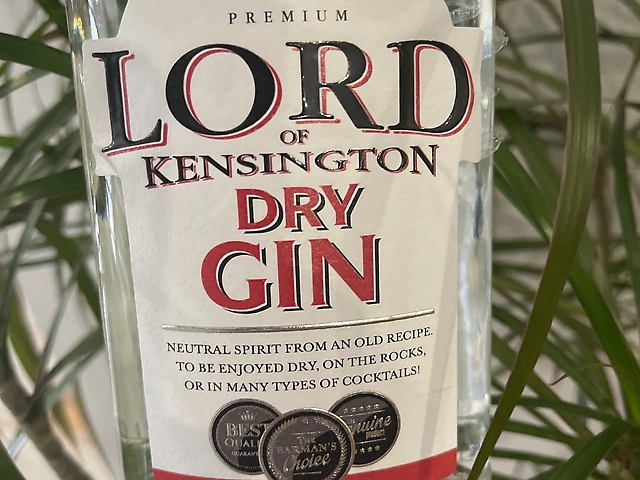 PREMIUM
LORD
OF
KENSINGTON
DRY
GIN
NEUTRAL SPIRIT FROM AN OLD RECIPE.
TO BE ENJOYED DRY, ON THE ROCKS,
OR IN MANY TYPES OF COCKTAILS!
BEST
The
BARMAN'S
Choice